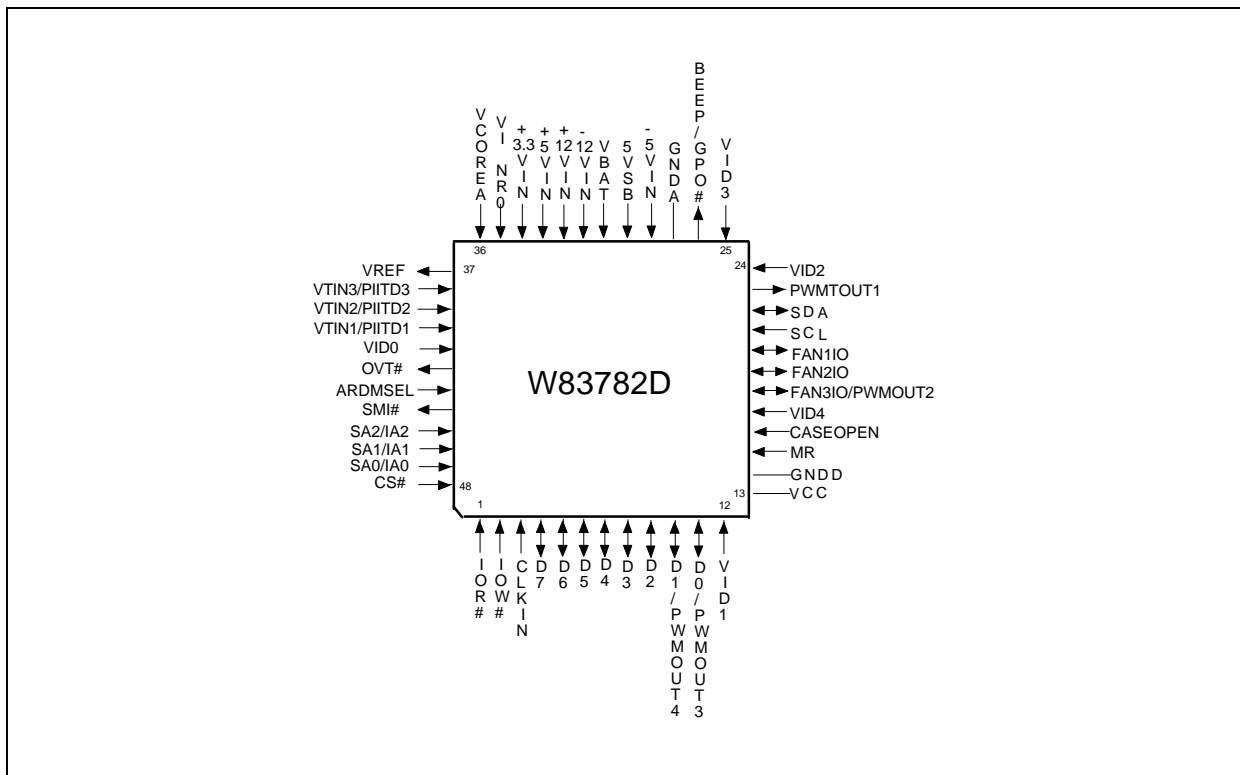 VCOREA
VI NR0
+3.3VIN
+5VIN
+12VIN
-12VIN
VBAT
5VSB
-5VIN
GNDA
BEEP/GPO#
VID3
36
25
37
24
VREF
VTIN3/PIITD3
VTIN2/PIITD2
VTIN1/PIITD1
VID0
OVT#
ARDMSEL
SMI#
SA2/IA2
SA1/IA1
SA0/IA0
CS#
W83782D
VID2
PWMTOUT1
SDA
SCL
FAN1IO
FAN2IO
FAN3IO/PWMOUT2
VID4
CASEOPEN
MR
GNDD
VCC
48
13
1
12
IOR#
IOW#
CLKIN
D7
D6
D5
D4
D3
D2
D1/PWMOUT4
D0/PWMOUT3
VID1